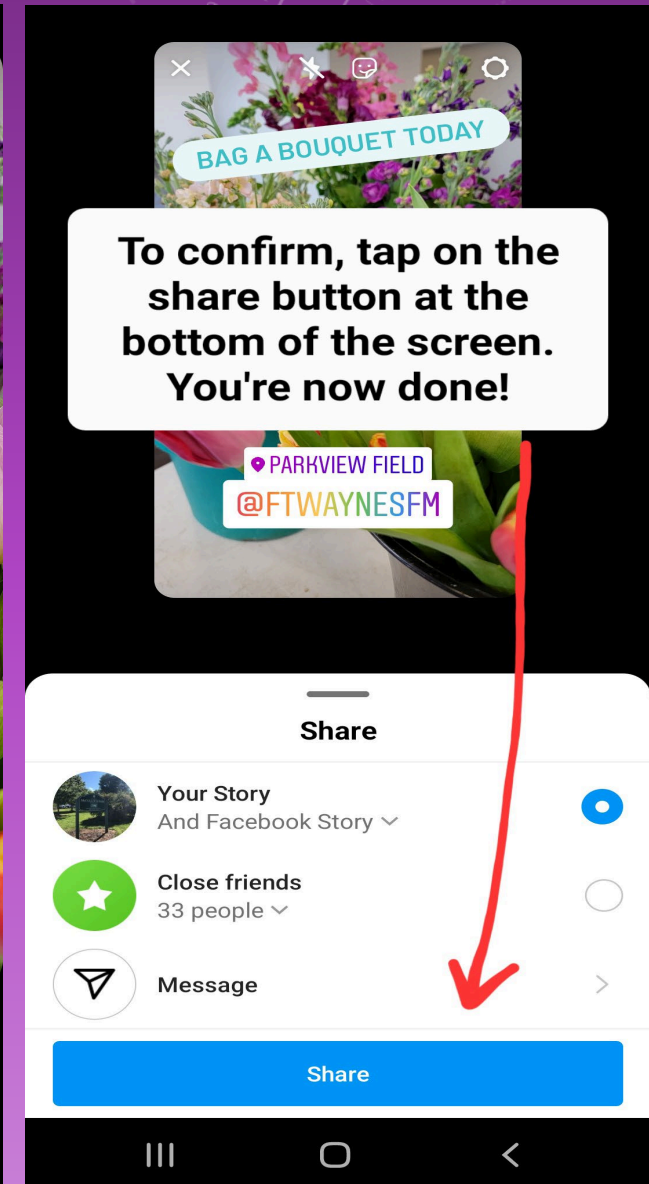 BAG A BOUQUET TODAY
To confirm, tap on the
share button at the
bottom of the screen.
You're now done!
PARKVIEW FIELD
@FTWAYNESFM
Share
Your Story
And Facebook Story
Close friends
33 people
Message
Share